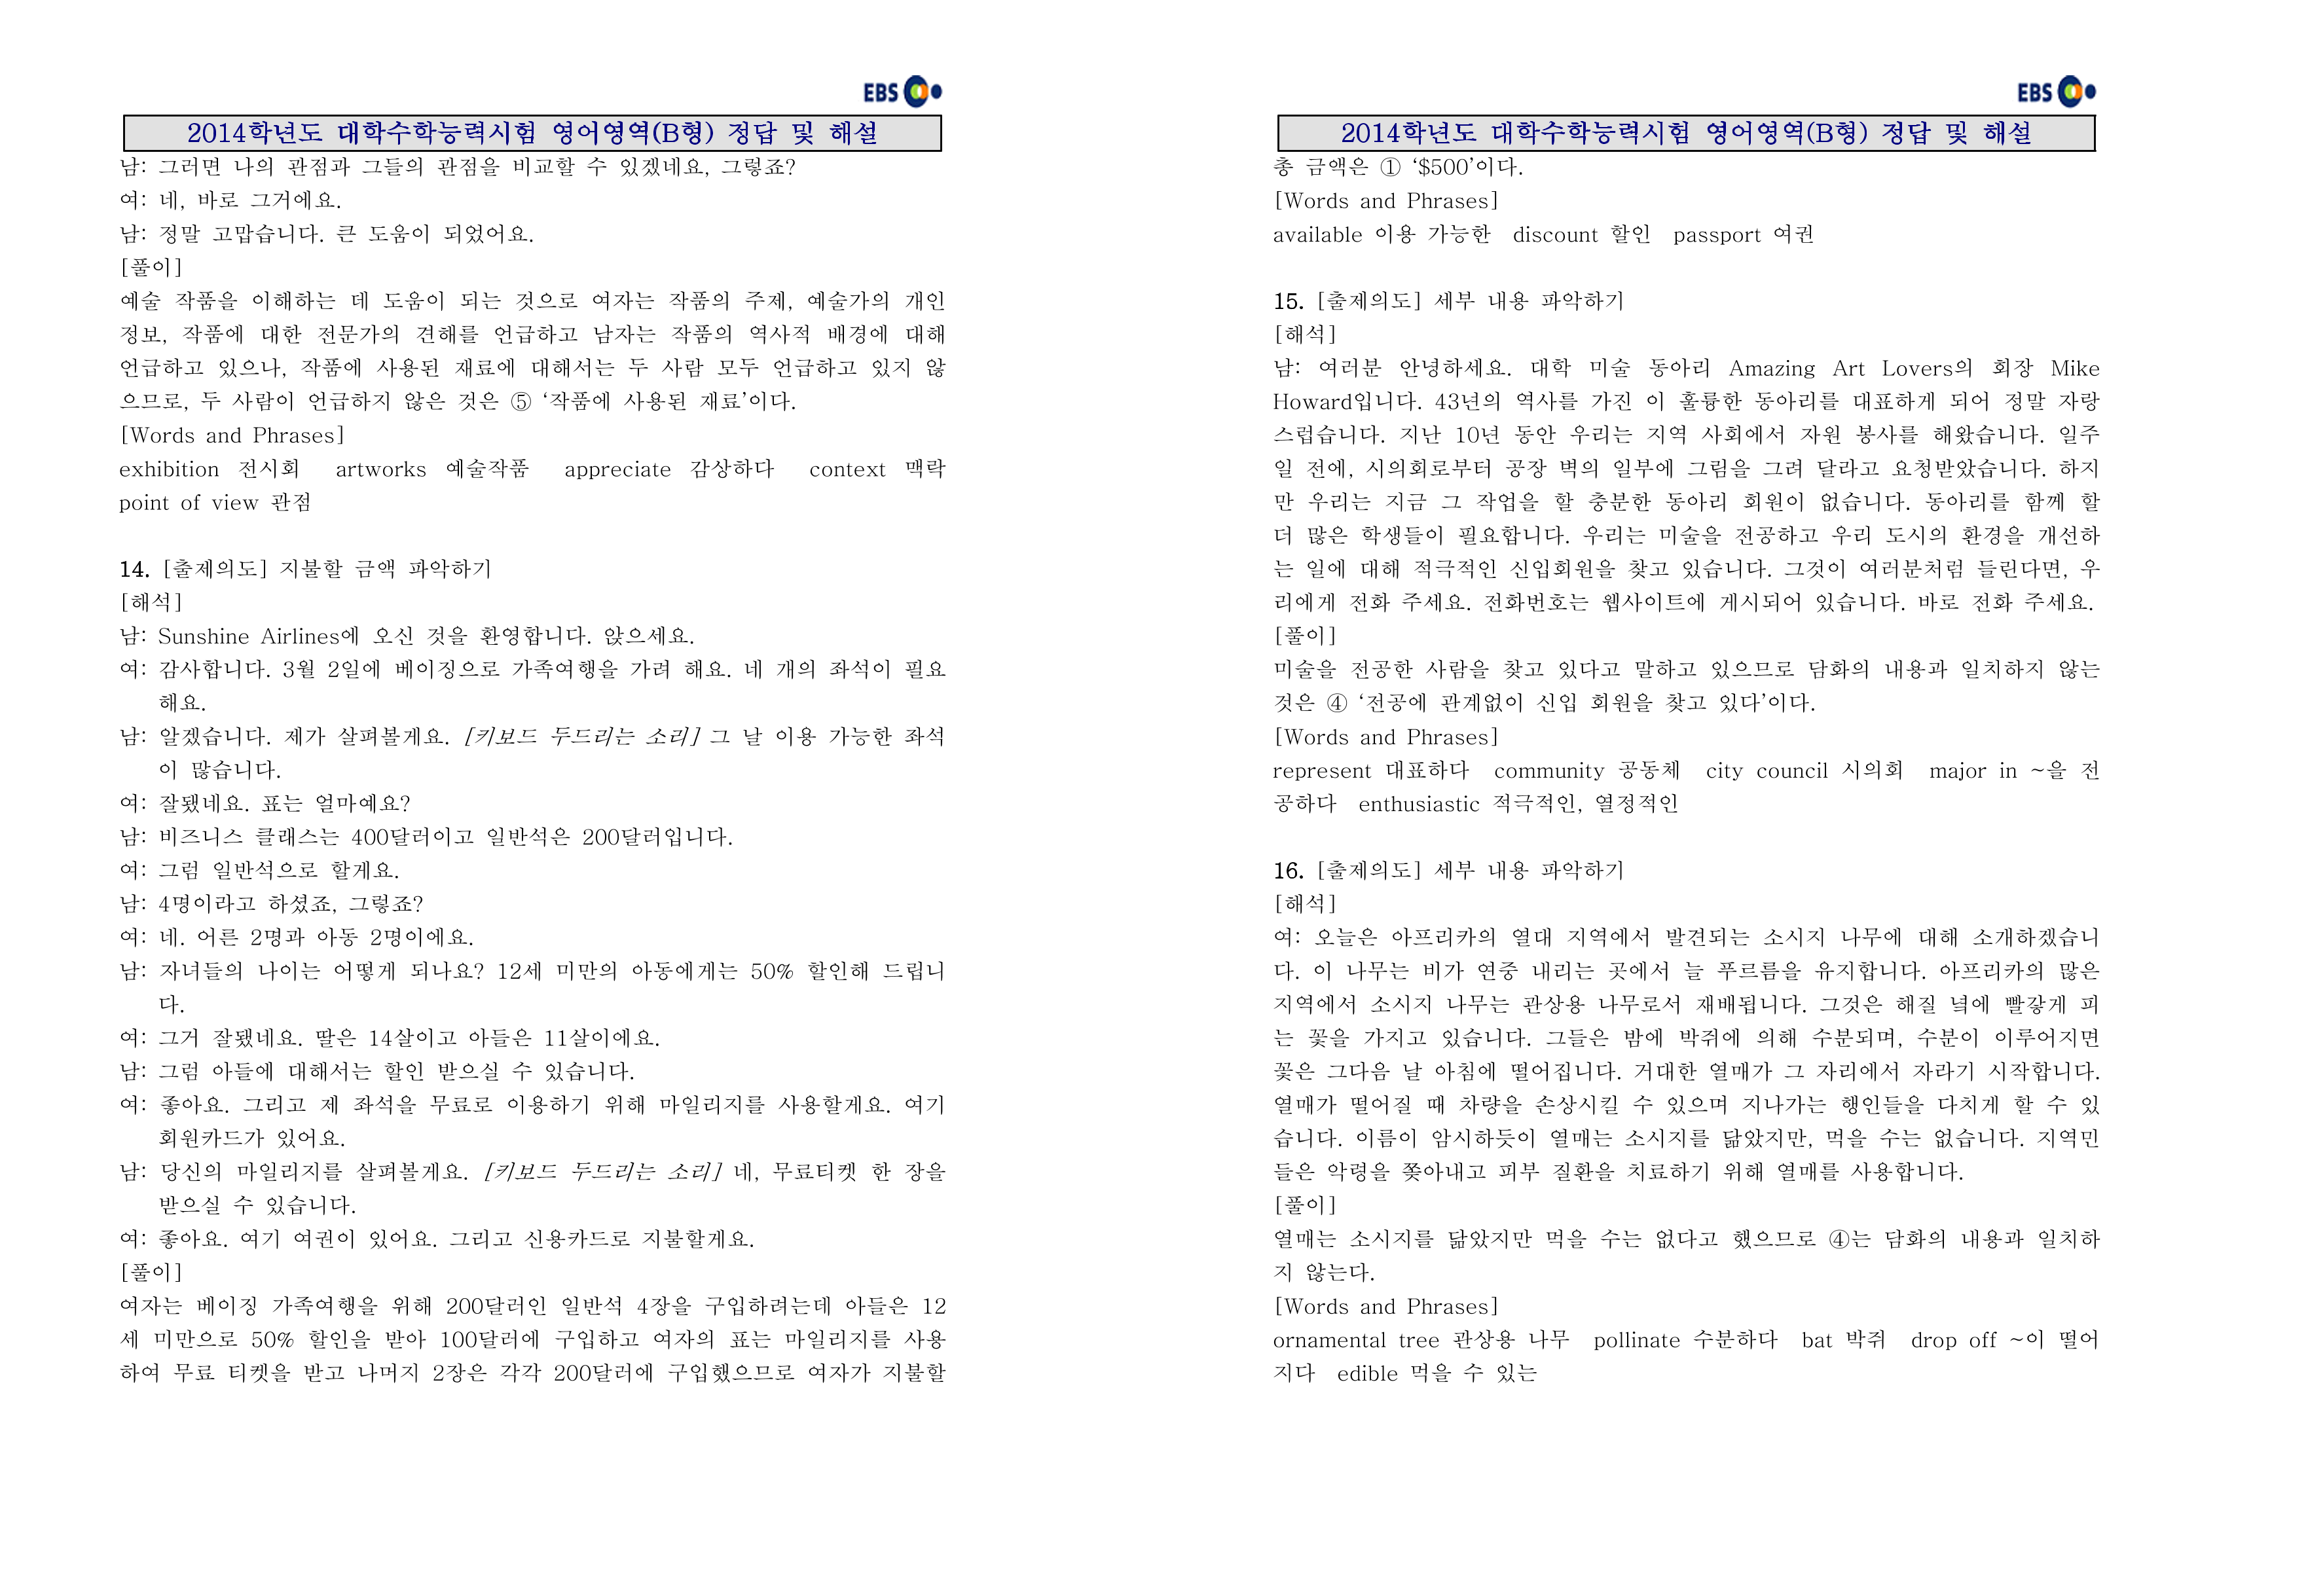 EBS
2014학년도 대학수학능력시험 영어영역(B형) 정답 및 해설
남: 그러면 나의 관점과 그들의 관점을 비교할 수 있겠네요, 그렇죠?
여: 네, 바로 그거에요.
남: 정말 고맙습니다. 큰 도움이 되었어요.
[풀이]
예술 작품을 이해하는 데 도움이 되는 것으로 여자는 작품의 주제, 예술가의 개인
정보, 작품에 대한 전문가의 견해를 언급하고 남자는 작품의 역사적 배경에 대해
언급하고 있으나, 작품에 사용된 재료에 대해서는 두 사람 모두 언급하고 있지 않
으므로, 두 사람이 언급하지 않은 것은 ⑤ ‘작품에 사용된 재료’이다.
[Words and Phrases]
exhibition 전시회 artworks 예술작품 appreciate 감상하다 context 맥락
point of view 관점
14. [출제의도] 지불할 금액 파악하기
[해석]
남: Sunshine Airlines에 오신 것을 환영합니다. 앉으세요.
여: 감사합니다. 3월 2일에 베이징으로 가족여행을 가려 해요. 네 개의 좌석이 필요
해요.
남: 알겠습니다. 제가 살펴볼게요. [키보드 두드리는 소리] 그 날 이용 가능한 좌석
이 많습니다.
여: 잘됐네요. 표는 얼마예요?
남: 비즈니스 클래스는 400달러이고 일반석은 200달러입니다.
여: 그럼 일반석으로 할게요.
남: 4명이라고 하셨죠, 그렇죠?
여: 네. 어른 2명과 아동 2명이에요.
남: 자녀들의 나이는 어떻게 되나요? 12세 미만의 아동에게는 50% 할인해 드립니
다.
여: 그거 잘됐네요. 딸은 14살이고 아들은 11살이에요.
남: 그럼 아들에 대해서는 할인 받으실 수 있습니다.
여: 좋아요. 그리고 제 좌석을 무료로 이용하기 위해 마일리지를 사용할게요. 여기
회원카드가 있어요.
남: 당신의 마일리지를 살펴볼게요. [키보드 두드리는 소리] 네, 무료티켓 한 장을
받으실 수 있습니다.
여: 좋아요. 여기 여권이 있어요. 그리고 신용카드로 지불할게요.
[풀이]
여자는 베이징 가족여행을 위해 200달러인 일반석 4장을 구입하려는데 아들은 12
세 미만으로 50% 할인을 받아 100달러에 구입하고 여자의 표는 마일리지를 사용
하여 무료 티켓을 받고 나머지 2장은 각각 200달러에 구입했으므로 여자가 지불할
EBS
2014학년도 대학수학능력시험 영어영역(B형) 정답 및 해설
총 금액은 ① ‘$500’이다.
[Words and Phrases]
available 이용 가능한 discount 할인 passport 여권
15. [출제의도] 세부 내용 파악하기
[해석]
남: 여러분 안녕하세요. 대학 미술 동아리 Amazing Art Lovers의 회장 Mike
Howard입니다. 43년의 역사를 가진 이 훌륭한 동아리를 대표하게 되어 정말 자랑
스럽습니다. 지난 10년 동안 우리는 지역 사회에서 자원 봉사를 해왔습니다. 일주
일 전에, 시의회로부터 공장 벽의 일부에 그림을 그려 달라고 요청받았습니다. 하지
만 우리는 지금 그 작업을 할 충분한 동아리 회원이 없습니다. 동아리를 함께 할
더 많은 학생들이 필요합니다. 우리는 미술을 전공하고 우리 도시의 환경을 개선하
는 일에 대해 적극적인 신입회원을 찾고 있습니다. 그것이 여러분처럼 들린다면, 우
리에게 전화 주세요. 전화번호는 웹사이트에 게시되어 있습니다. 바로 전화 주세요.
[풀이]
미술을 전공한 사람을 찾고 있다고 말하고 있으므로 담화의 내용과 일치하지 않는
것은 ④ ‘전공에 관계없이 신입 회원을 찾고 있다’이다.
[Words and Phrases]
represent 대표하다 community 공동체 city council 시의회 major in ~을 전
공하다 enthusiastic 적극적인, 열정적인
16. [출제의도] 세부 내용 파악하기
[해석]
여: 오늘은 아프리카의 열대 지역에서 발견되는 소시지 나무에 대해 소개하겠습니
다. 이 나무는 비가 연중 내리는 곳에서 늘 푸르름을 유지합니다. 아프리카의 많은
지역에서 소시지 나무는 관상용 나무로서 재배됩니다. 그것은 해질 녘에 빨갛게 피
는 꽃을 가지고 있습니다. 그들은 밤에 박쥐에 의해 수분되며, 수분이 이루어지면
꽃은 그다음 날 아침에 떨어집니다. 거대한 열매가 그 자리에서 자라기 시작합니다.
열매가 떨어질 때 차량을 손상시킬 수 있으며 지나가는 행인들을 다치게 할 수 있
습니다. 이름이 암시하듯이 열매는 소시지를 닮았지만, 먹을 수는 없습니다. 지역민
들은 악령을 쫓아내고 피부 질환을 치료하기 위해 열매를 사용합니다.
[풀이]
열매는 소시지를 닮았지만 먹을 수는 없다고 했으므로 ④는 담화의 내용과 일치하
지 않는다.
[Words and Phrases]
ornamental tree 관상용 나무 pollinate 수분하다 bat 박쥐 drop off ~이 떨어
지다 edible 먹을 수 있는